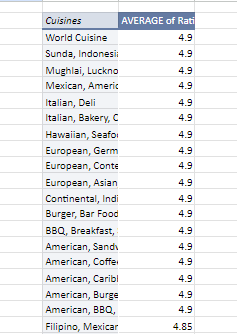 Cuisines AVERAGE of Rati
World Cuisine 4.9
Sunda, Indonesi 4.9
Mughlai, Luckno 4.9
Mexican, Americ 4.9
Italian, Deli 4.9
Italian, Bakery, C 4.9
Hawaiian, Seafo 4.9
European, Germ 4.9
European, Conte 4.9
European, Asian 4.9
Continental, Indi 4.9
Burger, Bar Food 4.9
BBQ, Breakfast, 4.9
American, Sandv 4.9
American, Coffe 4.9
American, Caribl 4.9
American, Burge 4.9
American, BBQ, 4.9
Filipino, Mexicar 4.85